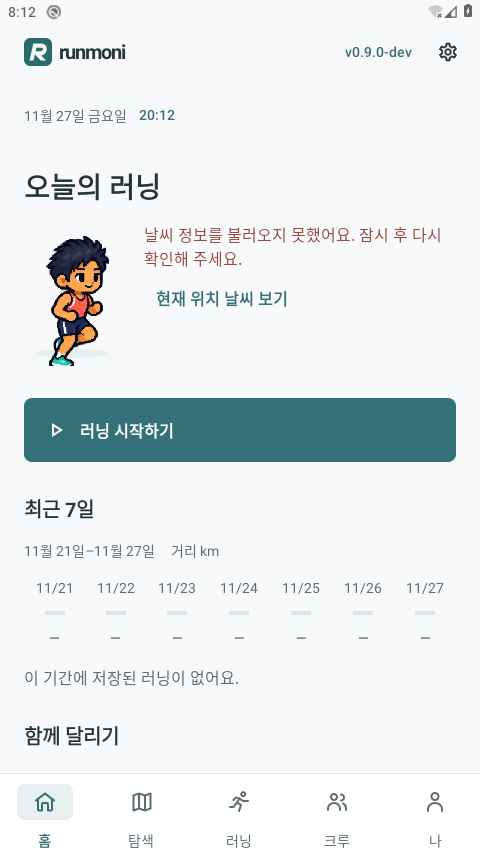 8:12
R runmoni
v0.9.0-dev
11월 27일 금요일 20:12
오늘의 러닝
날씨 정보를 불러오지 못했어요. 잠시 후 다시
확인해 주세요.
현재 위치 날씨 보기
러닝 시작하기
최근 7일
11월 21일–11월 27일 거리 km
11/21 11/22 11/23 11/24 11/25 11/26 11/27
– – – – – – –
이 기간에 저장된 러닝이 없어요.
함께 달리기
홈 탐색 러닝 크루 나